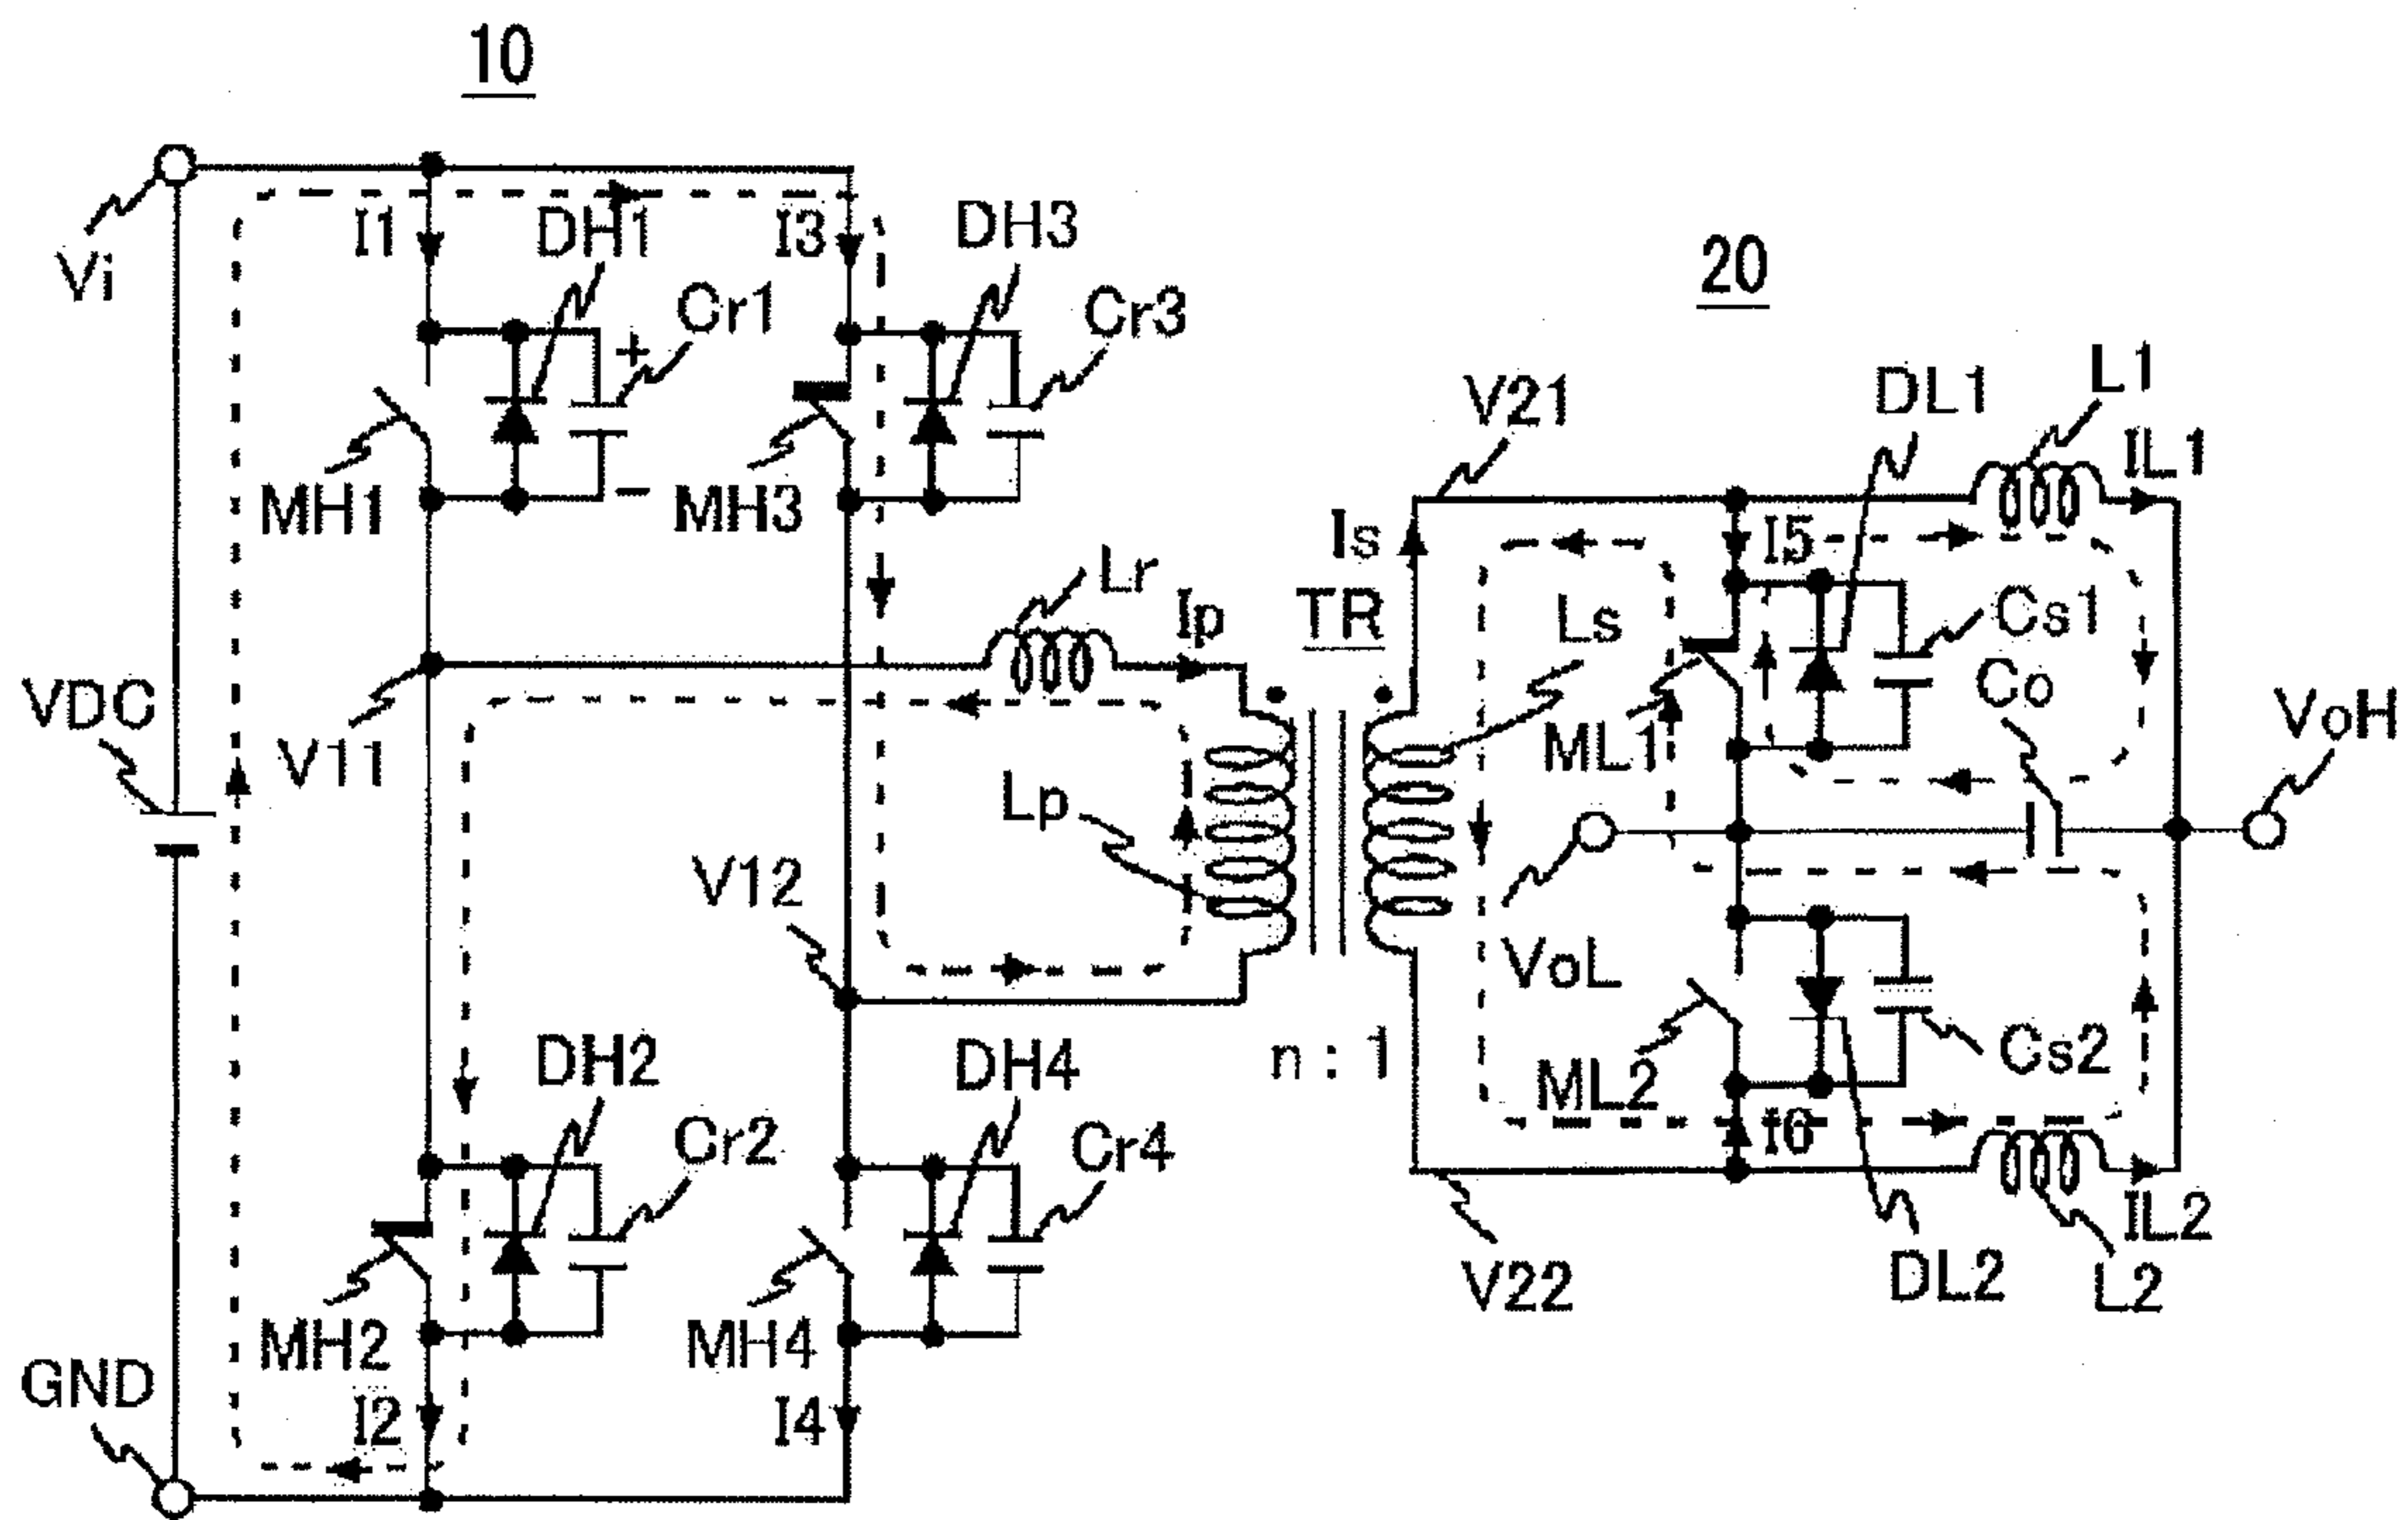 10
Vi
I1
DH1
I3
DH3
Cr1
+
Cr3
MH1
−
MH3
20
V21
DL1
L1
IL1
Is
I5
Lr
Ip
TR
Ls
Cs1
Co
VDC
V11
ML1
VoH
Lp
V12
VoL
n : 1
ML2
Cs2
DH2
DH4
Cr2
Cr4
I6
IL2
V22
DL2
L2
MH2
MH4
GND
I2
I4